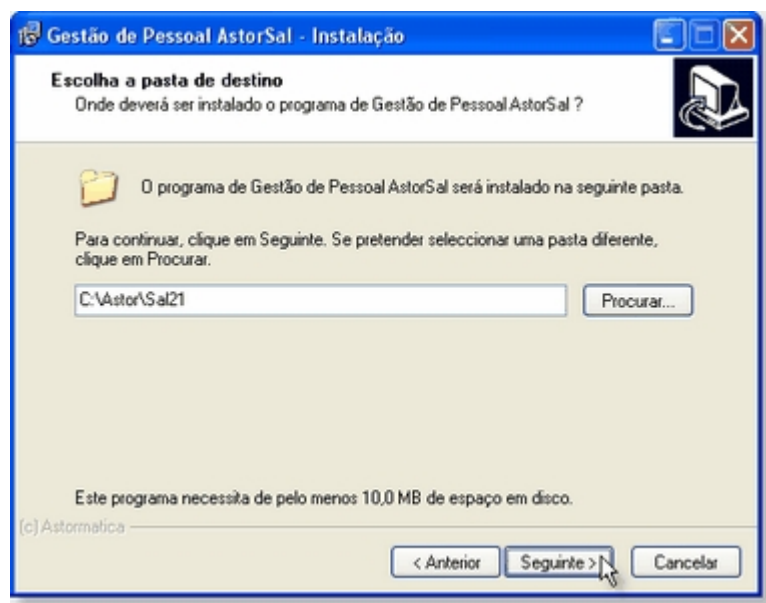 Gestão de Pessoal AstorSal - Instalação
Escolha a pasta de destino
Onde deverá ser instalado o programa de Gestão de Pessoal AstorSal ?
O programa de Gestão de Pessoal AstorSal será instalado na seguinte pasta.
Para continuar, clique em Seguinte. Se pretender seleccionar uma pasta diferente,
clique em Procurar.
C:\Astor\Sal21
Procurar...
Este programa necessita de pelo menos 10,0 MB de espaço em disco.
(c) Astormatica
< Anterior
Seguinte >
Cancelar